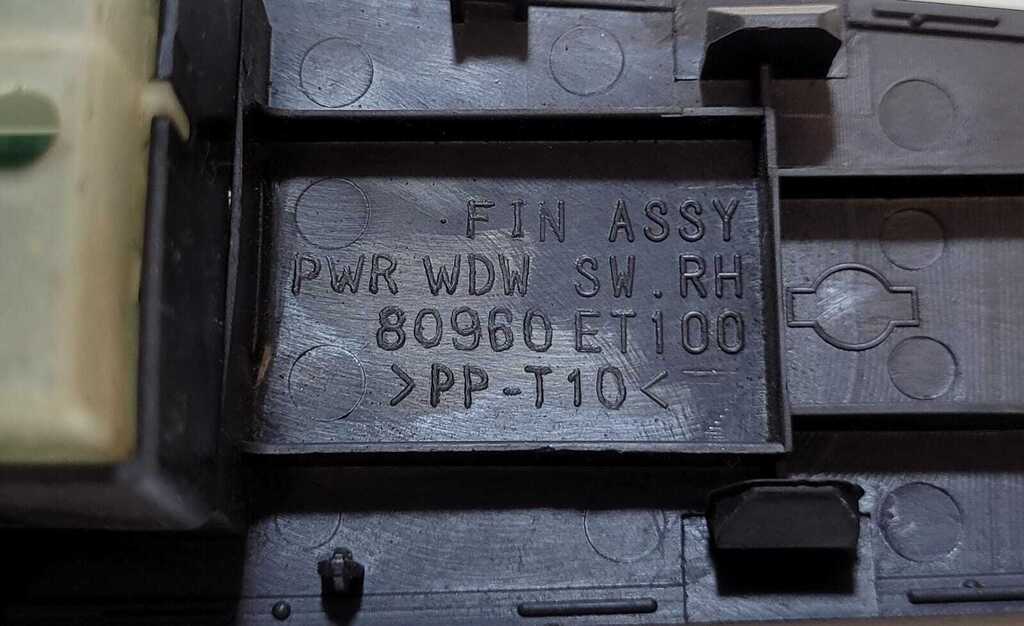 FIN ASSY
PWR WDW SW.RH
80960 ET100
>PP-T10<